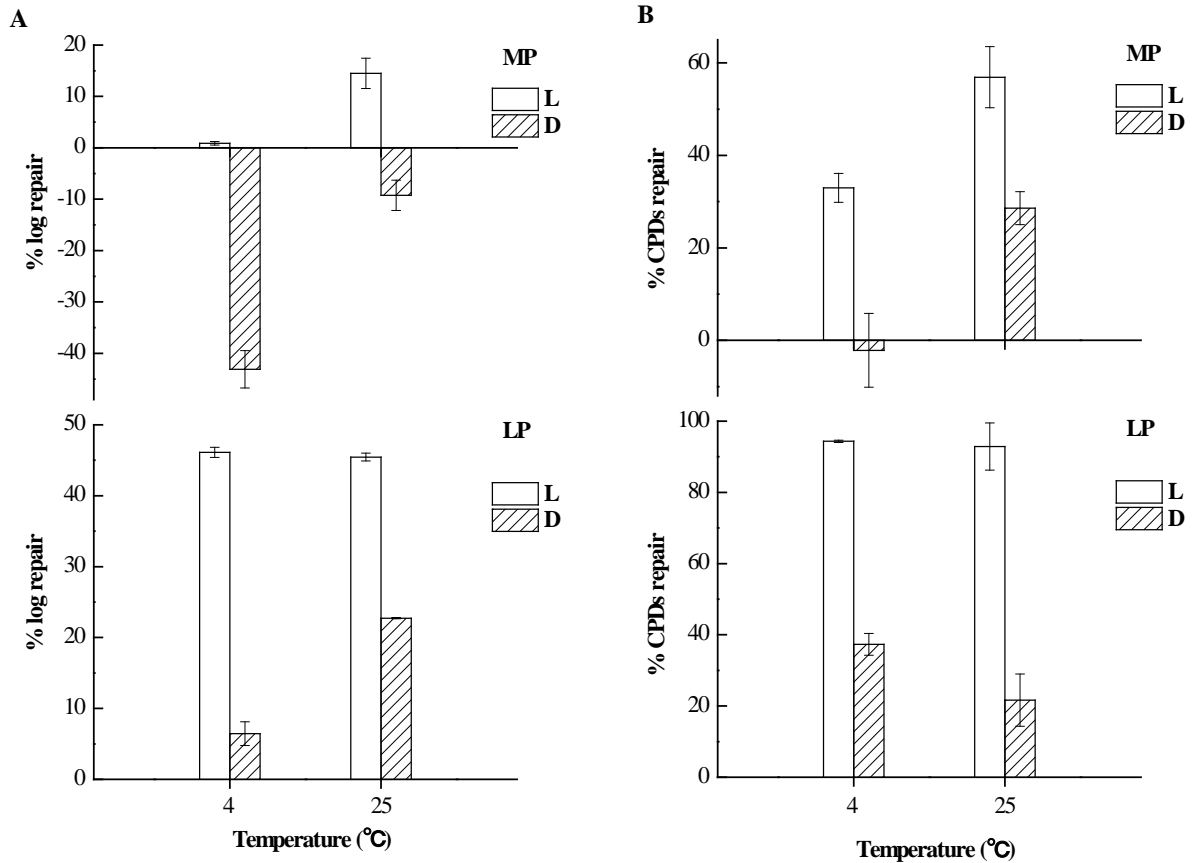 A
MP
L
D
% log repair
20
10
0
-10
-20
-30
-40
LP
L
D
% log repair
50
40
30
20
10
0
4
25
Temperature (℃)
B
MP
L
D
% CPDs repair
60
40
20
0
LP
L
D
% CPDs repair
100
80
60
40
20
0
4
25
Temperature (℃)